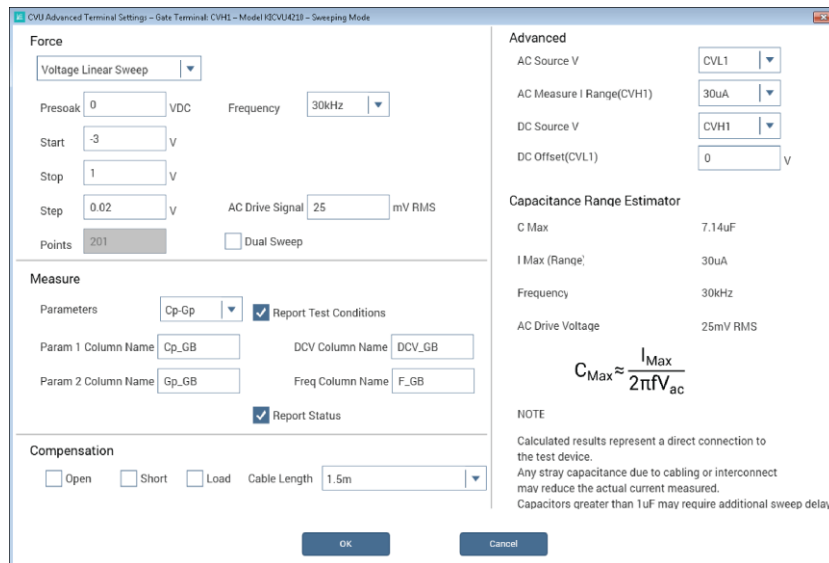 CVU Advanced Terminal Settings – Gate Terminal: CVH1 – Model KICVU4210 – Sweeping Mode
Force
Voltage Linear Sweep
Presoak 0 VDC Frequency 30kHz
Start -3 V
Stop 1 V
Step 0.02 V AC Drive Signal 25 mV RMS
Points 201 Dual Sweep
Measure
Parameters Cp-Gp Report Test Conditions
Param 1 Column Name Cp_GB DCV Column Name DCV_GB
Param 2 Column Name Gp_GB Freq Column Name F_GB
Report Status
Compensation
Open Short Load Cable Length 1.5m
Advanced
AC Source V CVL1
AC Measure I Range(CVH1) 30uA
DC Source V CVH1
DC Offset(CVL1) 0 V
Capacitance Range Estimator
C Max 7.14uF
I Max (Range) 30uA
Frequency 30kHz
AC Drive Voltage 25mV RMS
C_Max ≈ I_Max / 2πfV_ac
NOTE
Calculated results represent a direct connection to
the test device.
Any stray capacitance due to cabling or interconnect
may reduce the actual current measured.
Capacitors greater than 1uF may require additional sweep delay
OK Cancel